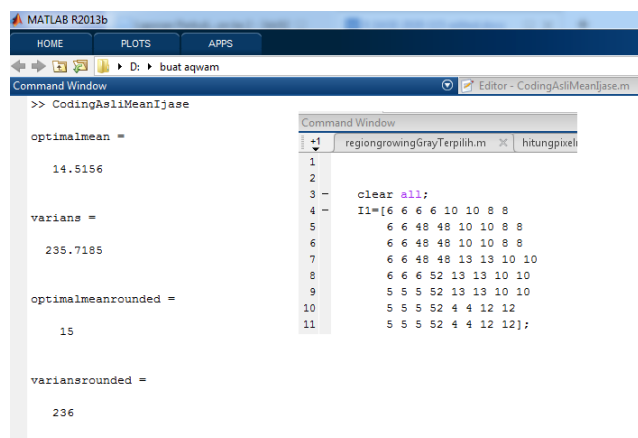 MATLAB R2013b
HOME PLOTS APPS
D: buat aqwam
Command Window
Editor - CodingAsliMeanIjase.m
>> CodingAsliMeanIjase
optimalmean =
14.5156
varians =
235.7185
optimalmeanrounded =
15
variansrounded =
236
Command Window
+1 regiongrowingGrayTerpilih.m × hitungpixel
1
2
3 - clear all;
4 - I1=[6 6 6 6 10 10 8 8
5 6 6 48 48 10 10 8 8
6 6 6 48 48 10 10 8 8
7 6 6 48 48 13 13 10 10
8 6 6 6 52 13 13 10 10
9 5 5 5 52 13 13 10 10
10 5 5 5 52 4 4 12 12
11 5 5 5 52 4 4 12 12];